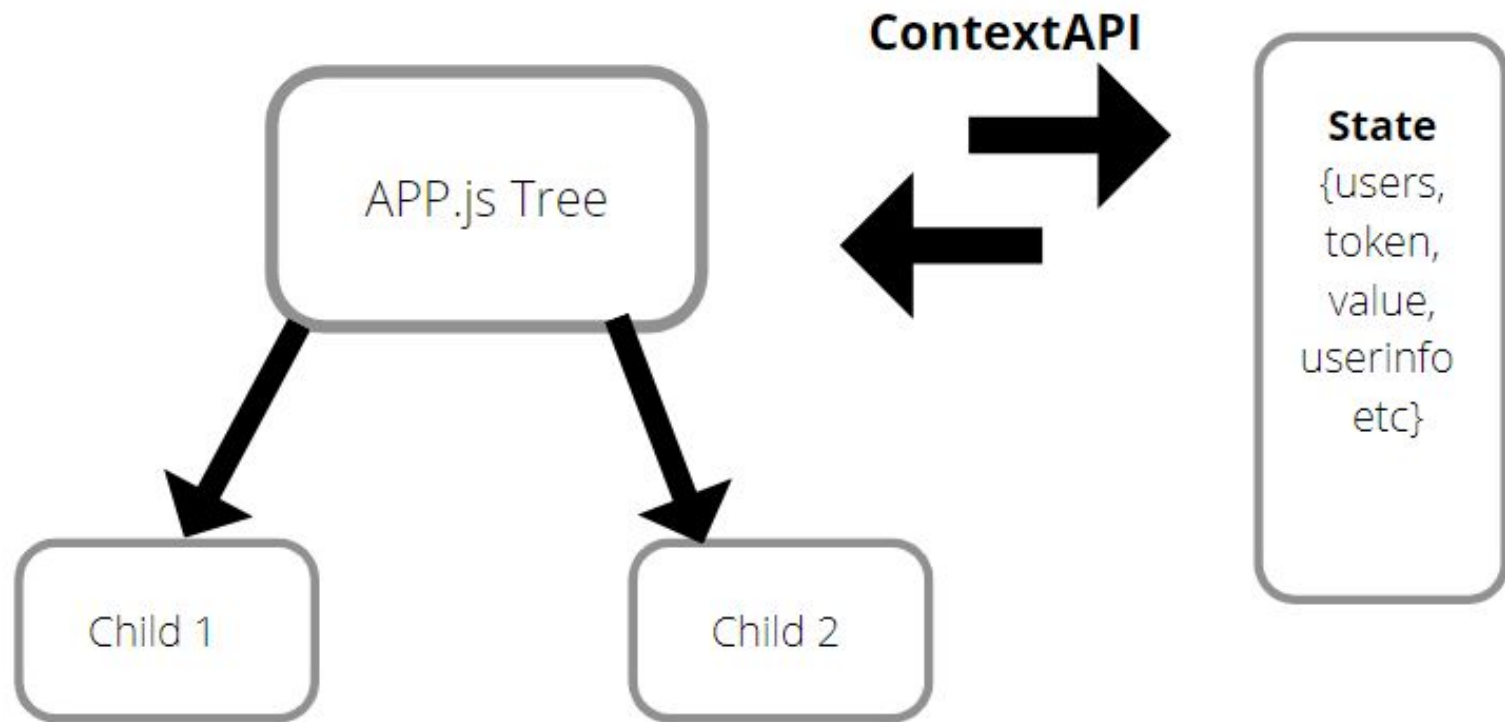 ContextAPI
APP.js Tree
State
{users,
token,
value,
userinfo
etc}
Child 1
Child 2